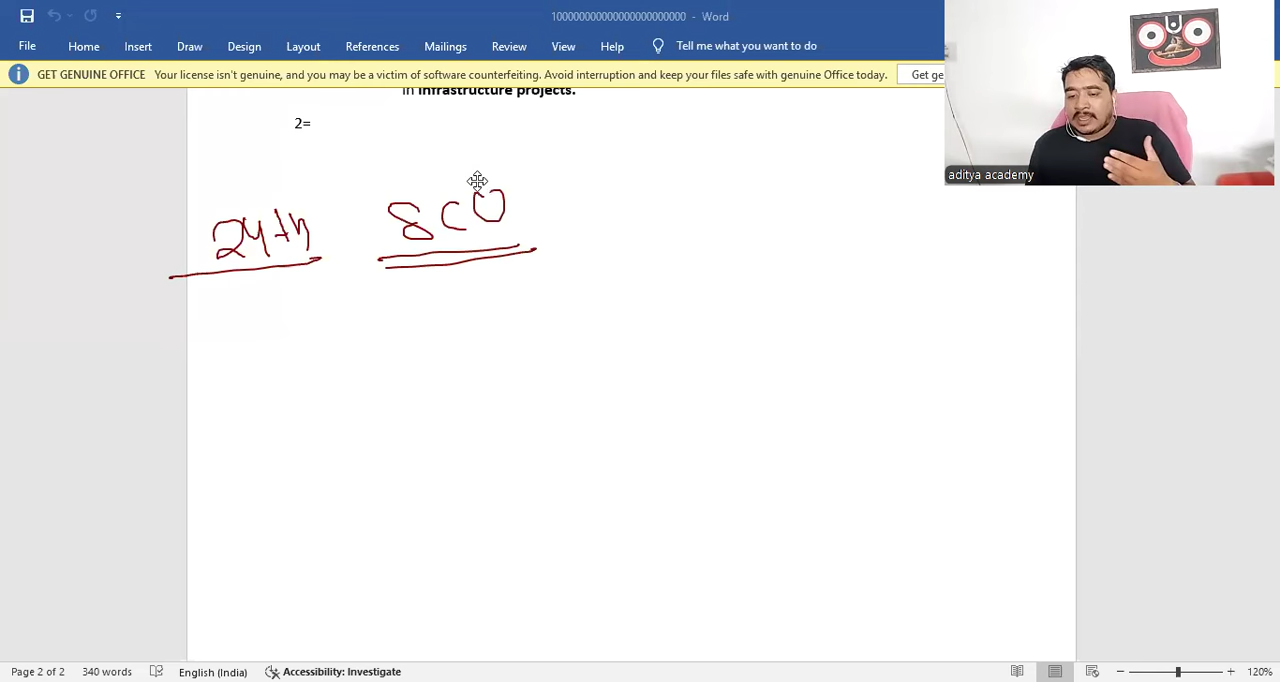 10000000000000000000000 - Word
File Home Insert Draw Design Layout References Mailings Review View Help Tell me what you want to do
GET GENUINE OFFICE Your license isn't genuine, and you may be a victim of software counterfeiting. Avoid interruption and keep your files safe with genuine Office today. Get ge
in infrastructure projects.
2=
24th SCO
aditya academy
Page 2 of 2 340 words English (India) Accessibility: Investigate 120%